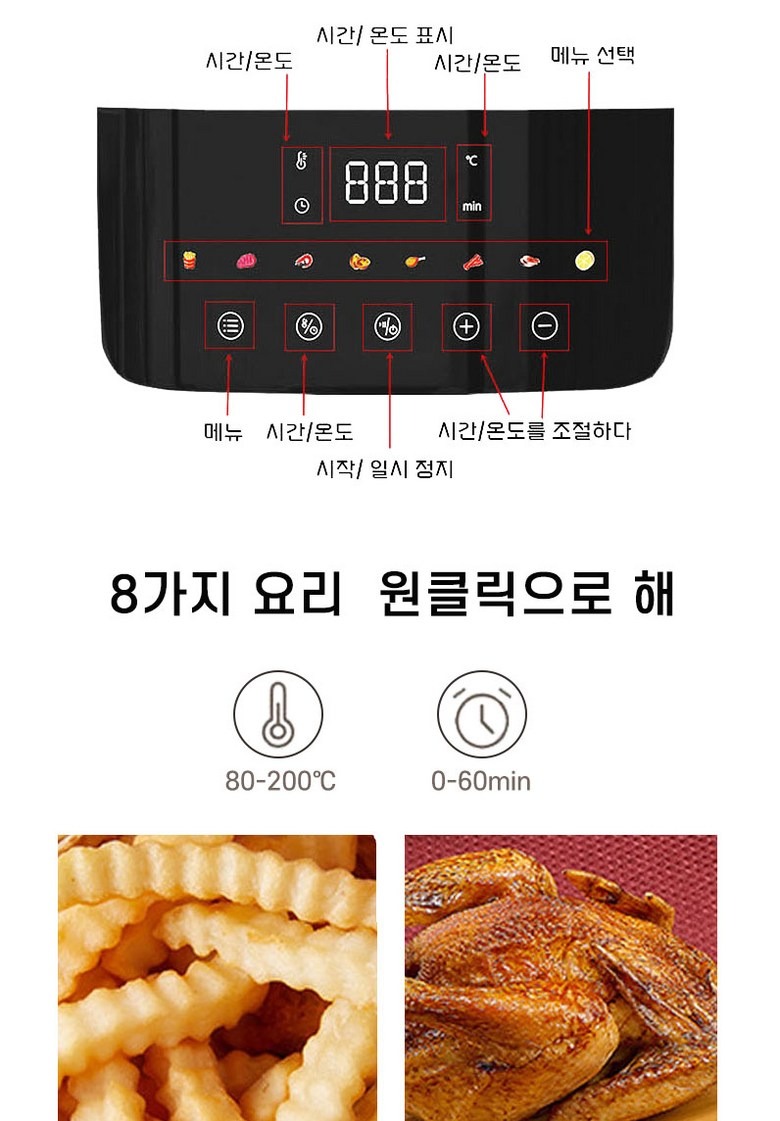 시간/ 온도 표시
시간/온도
시간/온도
메뉴 선택
888
℃
min
메뉴
시간/온도
시간/온도를 조절하다
시작/ 일시 정지
8가지 요리 원클릭으로 해
80-200℃
0-60min